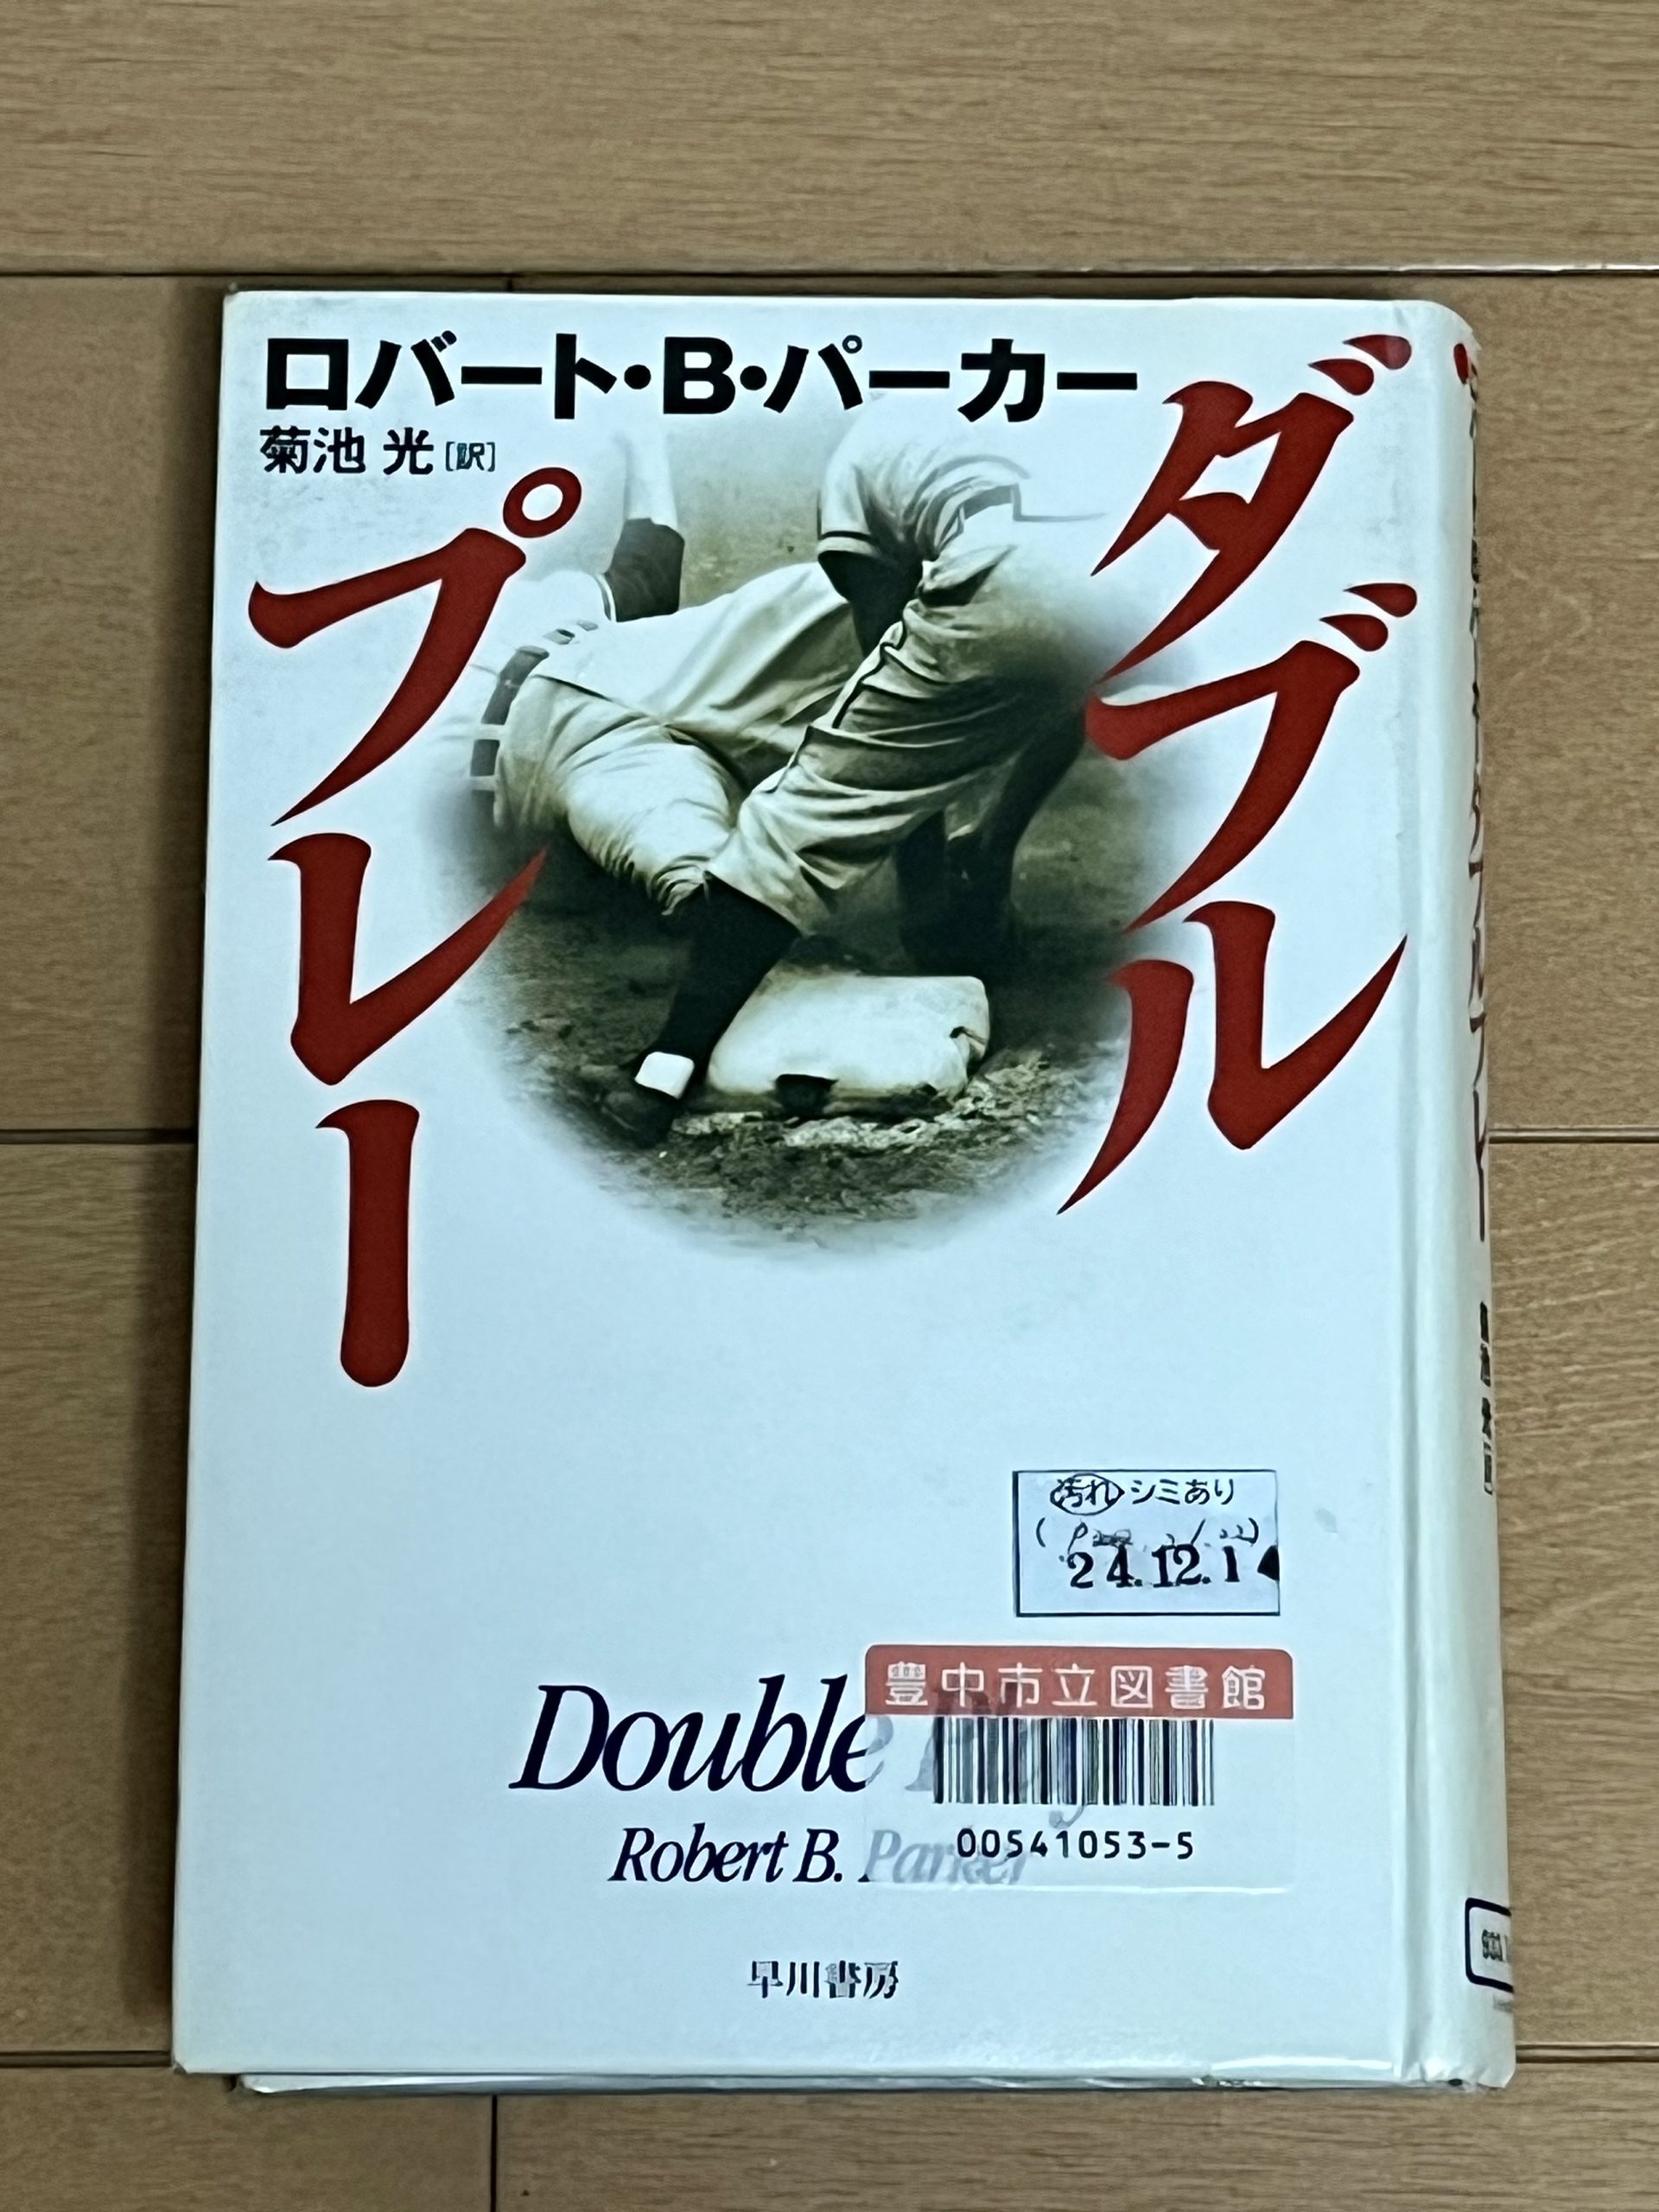 ロバート・B・パーカー
菊池 光[訳]
ダブル
プレー
汚れ シミあり
24.12.1
豊中市立図書館
Double
00541053-5
Robert B. Parker
早川書房